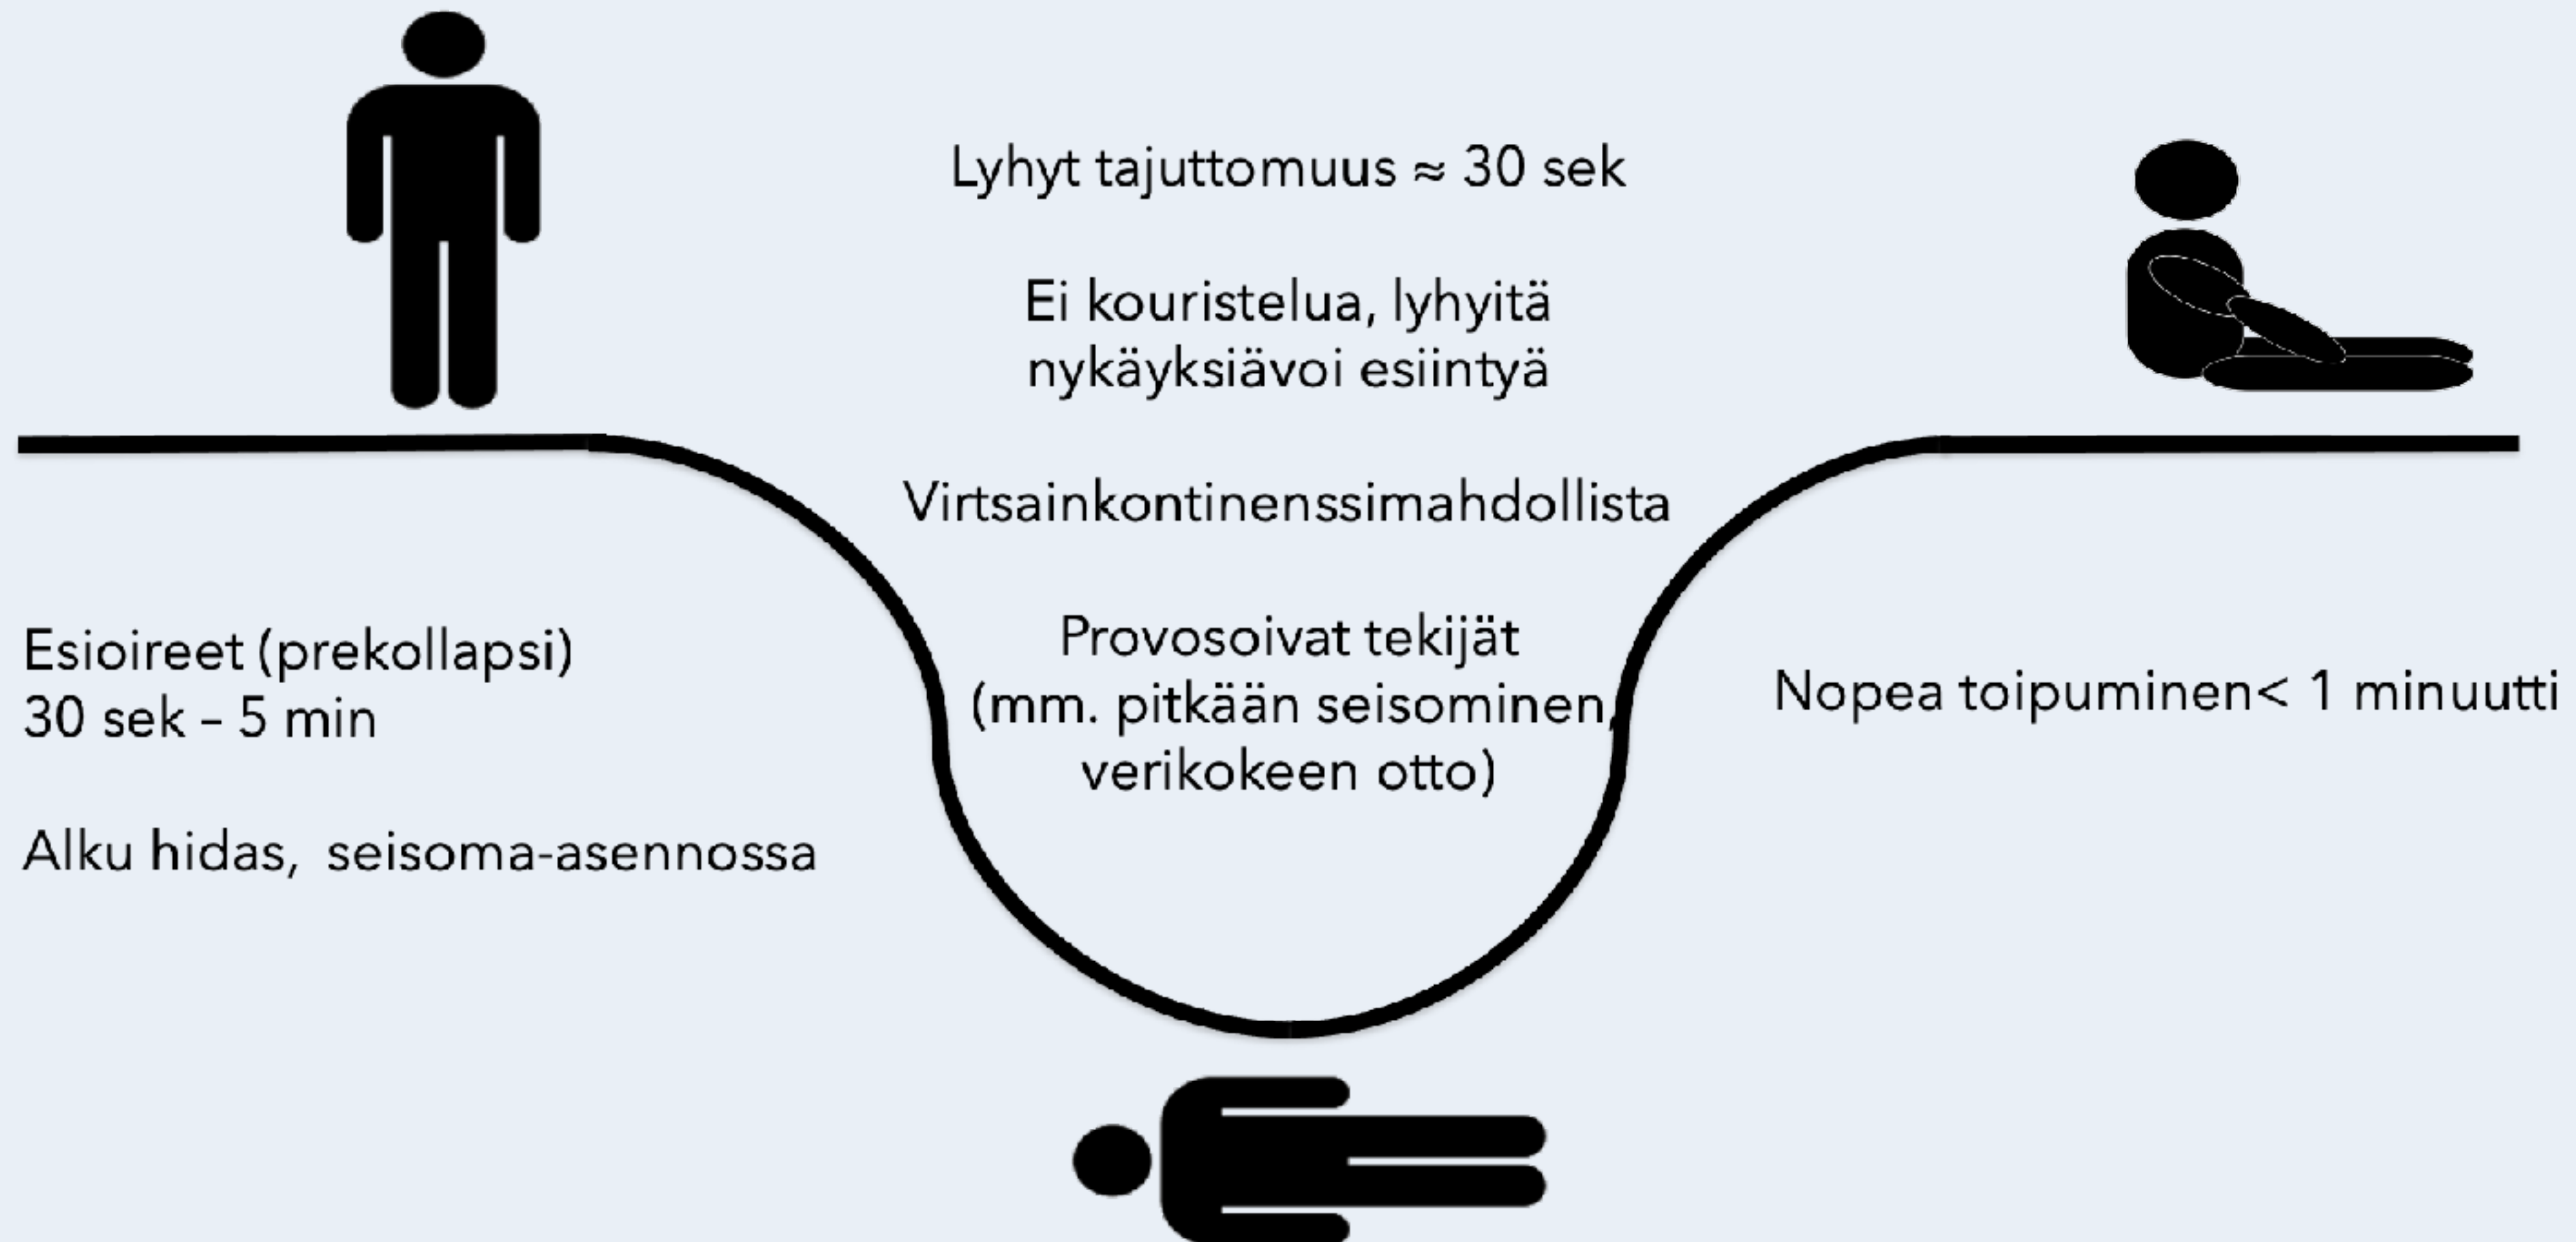 Lyhyt tajuttomuus ≈ 30 sek
Ei kouristelua, lyhyitä
nykäyksiävoi esiintyä
Virtsainkontinenssimahdollista
Provosoivat tekijät
(mm. pitkään seisominen,
verikokeen otto)
Esioireet (prekollapsi)
30 sek – 5 min
Alku hidas, seisoma-asennossa
Nopea toipuminen< 1 minuutti